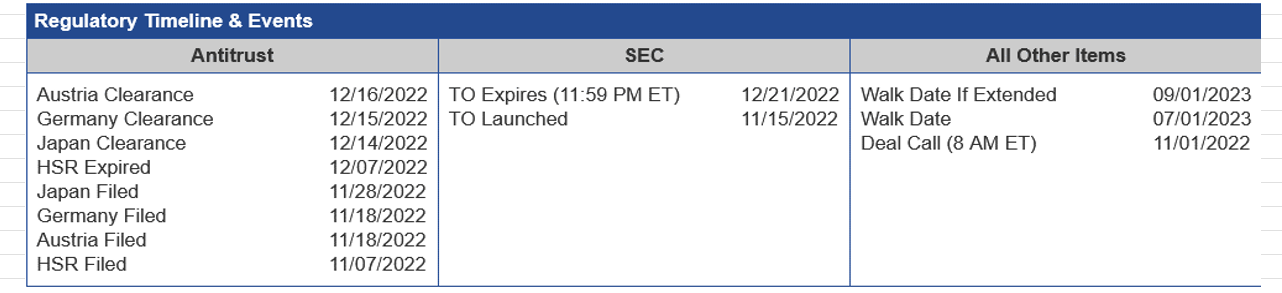 Regulatory Timeline & Events
Antitrust SEC All Other Items
Austria Clearance 12/16/2022 TO Expires (11:59 PM ET) 12/21/2022 Walk Date If Extended 09/01/2023
Germany Clearance 12/15/2022 TO Launched 11/15/2022 Walk Date 07/01/2023
Japan Clearance 12/14/2022 Deal Call (8 AM ET) 11/01/2022
HSR Expired 12/07/2022
Japan Filed 11/28/2022
Germany Filed 11/18/2022
Austria Filed 11/18/2022
HSR Filed 11/07/2022